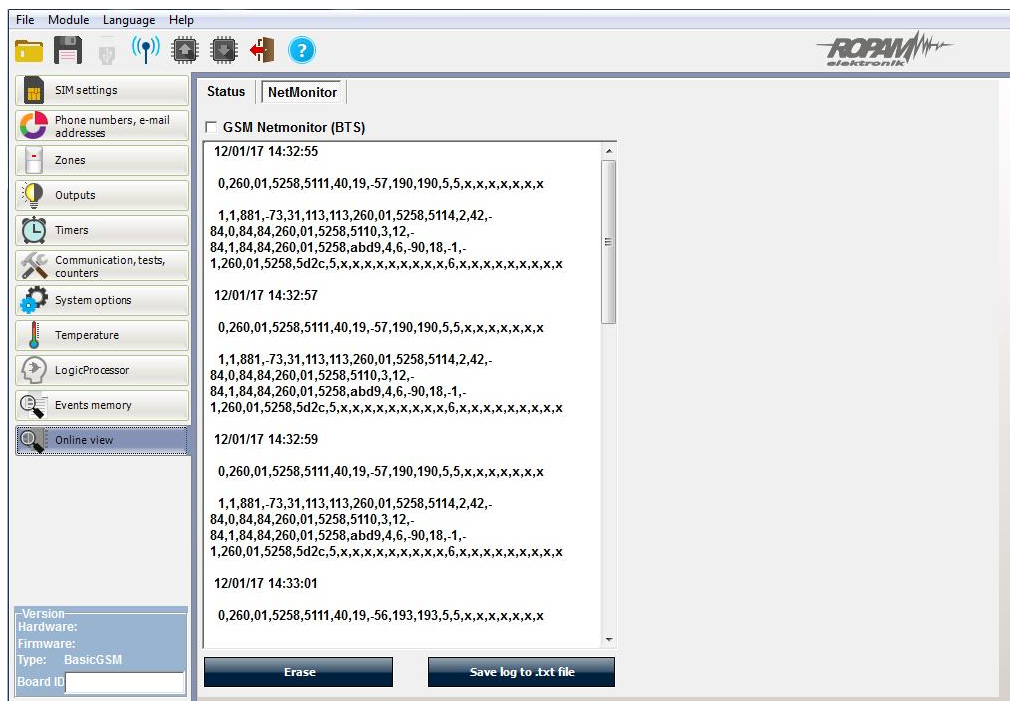 File Module Language Help
ROPAM
elektronik
SIM settings
Phone numbers, e-mail
addresses
Zones
Outputs
Timers
Communication, tests,
counters
System options
Temperature
LogicProcessor
Events memory
Online view
Version
Hardware:
Firmware:
Type: BasicGSM
Board ID
Status NetMonitor
GSM Netmonitor (BTS)
12/01/17 14:32:55
0,260,01,5258,5111,40,19,-57,190,190,5,5,x,x,x,x,x,x,x
1,1,881,-73,31,113,113,260,01,5258,5114,2,42,-
84,0,84,84,260,01,5258,5110,3,12,-
84,1,84,84,260,01,5258,abd9,4,6,-90,18,-1,-
1,260,01,5258,5d2c,5,x,x,x,x,x,x,x,x,x,6,x,x,x,x,x,x,x,x,x
12/01/17 14:32:57
0,260,01,5258,5111,40,19,-57,190,190,5,5,x,x,x,x,x,x,x
1,1,881,-73,31,113,113,260,01,5258,5114,2,42,-
84,0,84,84,260,01,5258,5110,3,12,-
84,1,84,84,260,01,5258,abd9,4,6,-90,18,-1,-
1,260,01,5258,5d2c,5,x,x,x,x,x,x,x,x,x,6,x,x,x,x,x,x,x,x,x
12/01/17 14:32:59
0,260,01,5258,5111,40,19,-57,190,190,5,5,x,x,x,x,x,x,x
1,1,881,-73,31,113,113,260,01,5258,5114,2,42,-
84,0,84,84,260,01,5258,5110,3,12,-
84,1,84,84,260,01,5258,abd9,4,6,-90,18,-1,-
1,260,01,5258,5d2c,5,x,x,x,x,x,x,x,x,x,6,x,x,x,x,x,x,x,x,x
12/01/17 14:33:01
0,260,01,5258,5111,40,19,-56,193,193,5,5,x,x,x,x,x,x,x
Erase Save log to .txt file